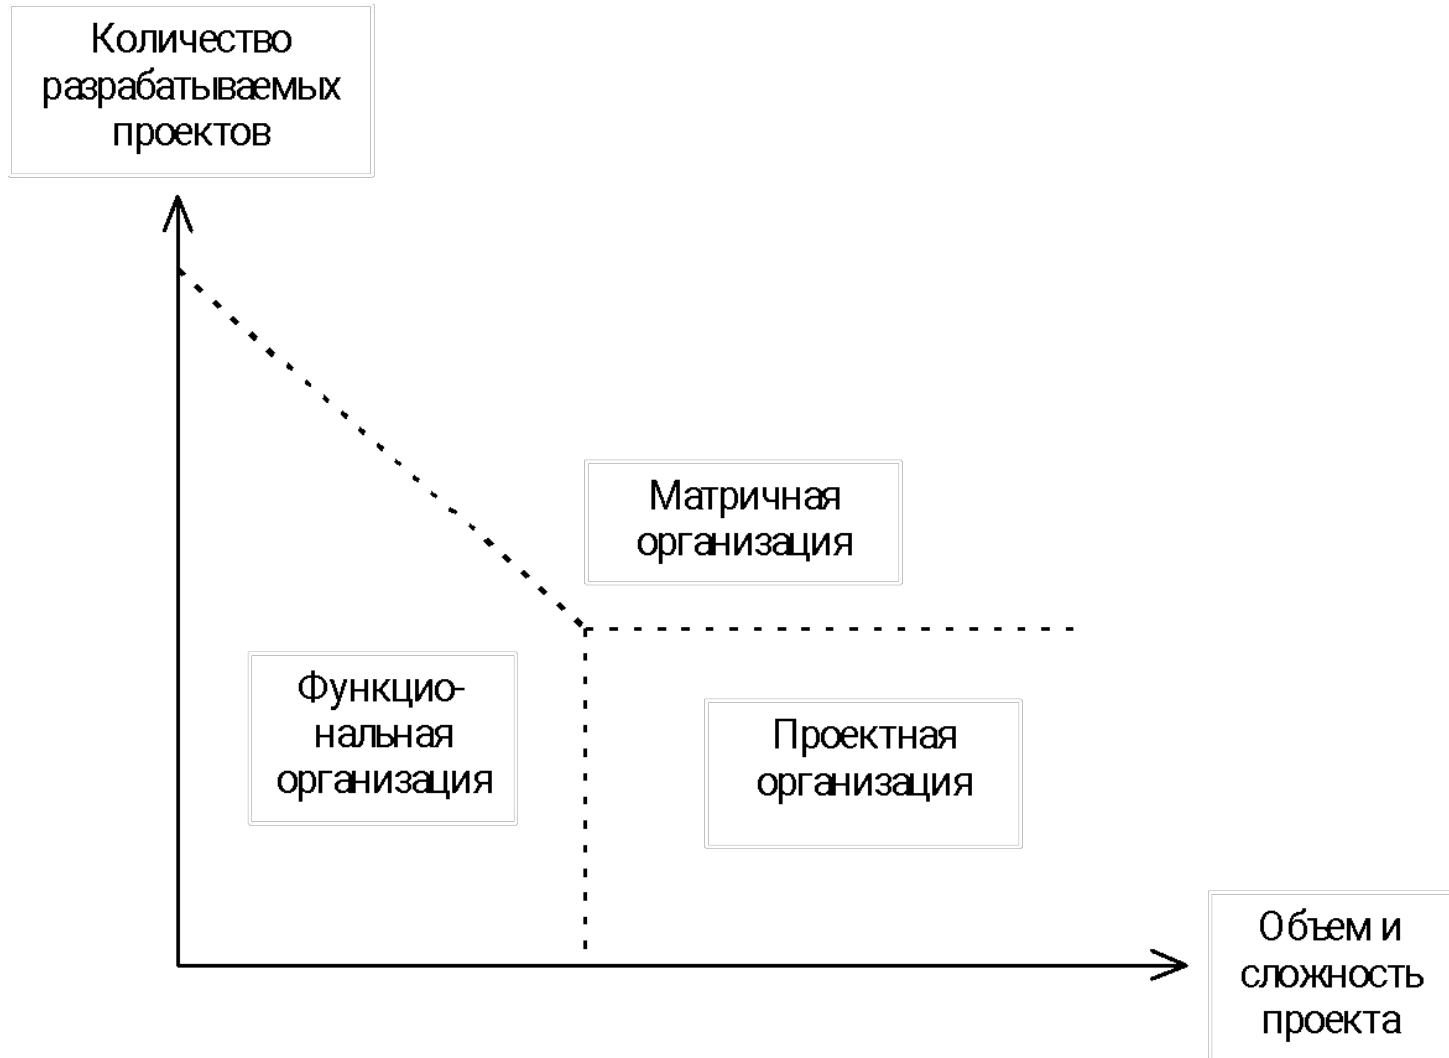 Количество
разрабатываемых
проектов
Матричная
организация
Функцио-
нальная
организация
Проектная
организация
Объем и
сложность
проекта